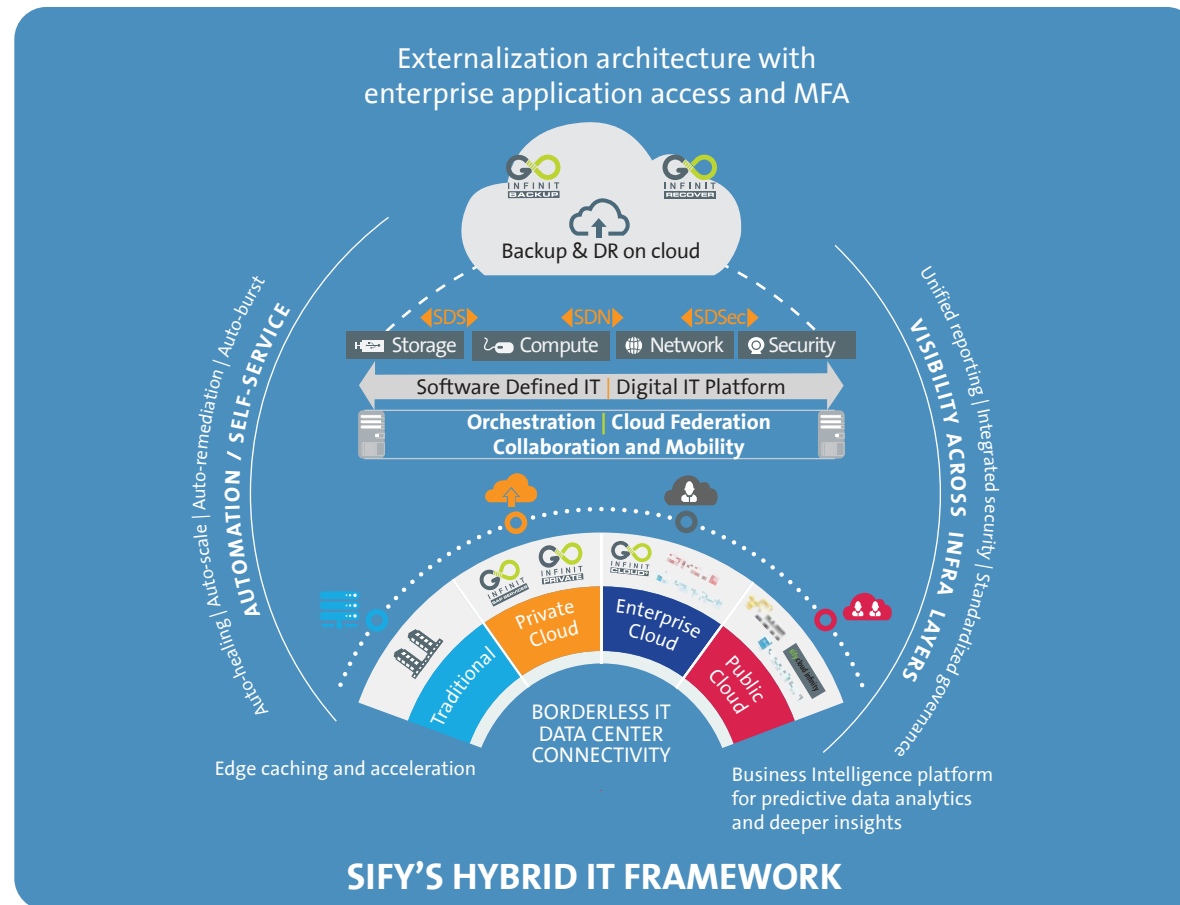 Externalization architecture with
enterprise application access and MFA
GO
INFINIT
BACKUP
GO
INFINIT
RECOVER
Backup & DR on cloud
SDS
SDN
SDSec
Storage
Compute
Network
Security
Software Defined IT | Digital IT Platform
Orchestration | Cloud Federation
Collaboration and Mobility
Auto-healing | Auto-scale | Auto-remediation | Auto-burst
AUTOMATION / SELF-SERVICE
Unified reporting | Integrated security | Standardized governance
VISIBILITY ACROSS INFRA LAYERS
GO
INFINIT
SAP SERVICES
GO
INFINIT
PRIVATE
GO
INFINIT
CLOUD
Traditional
Private
Cloud
Enterprise
Cloud
Public
Cloud
cloud infinity
BORDERLESS IT
DATA CENTER
CONNECTIVITY
Edge caching and acceleration
Business Intelligence platform
for predictive data analytics
and deeper insights
SIFY'S HYBRID IT FRAMEWORK